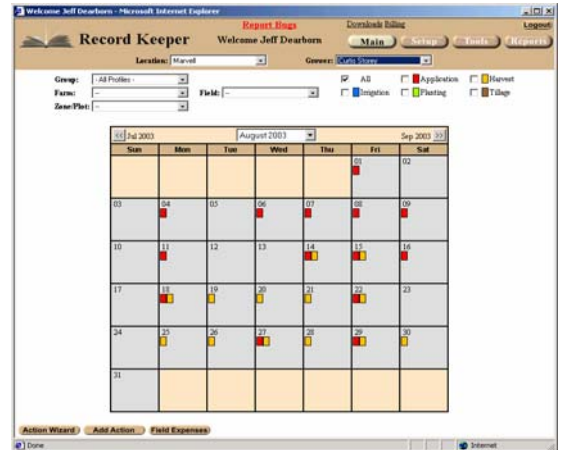 Welcome Jeff Dearborn - Microsoft Internet Explorer
Report Bugs Downloads Billing Logout
Record Keeper Welcome Jeff Dearborn Main Setup Tools Reports
Location: Marvell Grower: Curtis Storey
Group: - All Profiles - All Application Harvest
Farm: -- Field: -- Irrigation Planting Tillage
Zone/Plot: --
<< Jul 2003 August 2003 Sep 2003 >>
Sun Mon Tue Wed Thu Fri Sat
01 02
03 04 05 06 07 08 09
10 11 12 13 14 15 16
17 18 19 20 21 22 23
24 25 26 27 28 29 30
31
Action Wizard Add Action Field Expenses
Done Internet